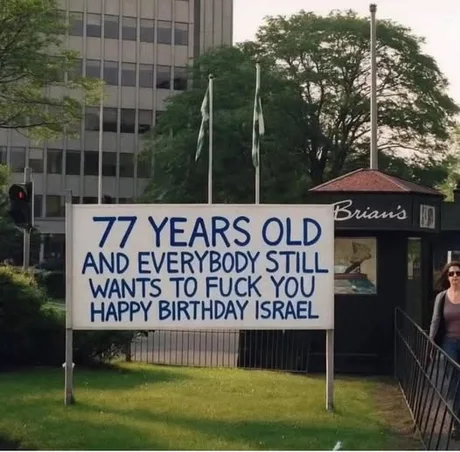 77 YEARS OLD
AND EVERYBODY STILL
WANTS TO FUCK YOU
HAPPY BIRTHDAY ISRAEL
Brian's